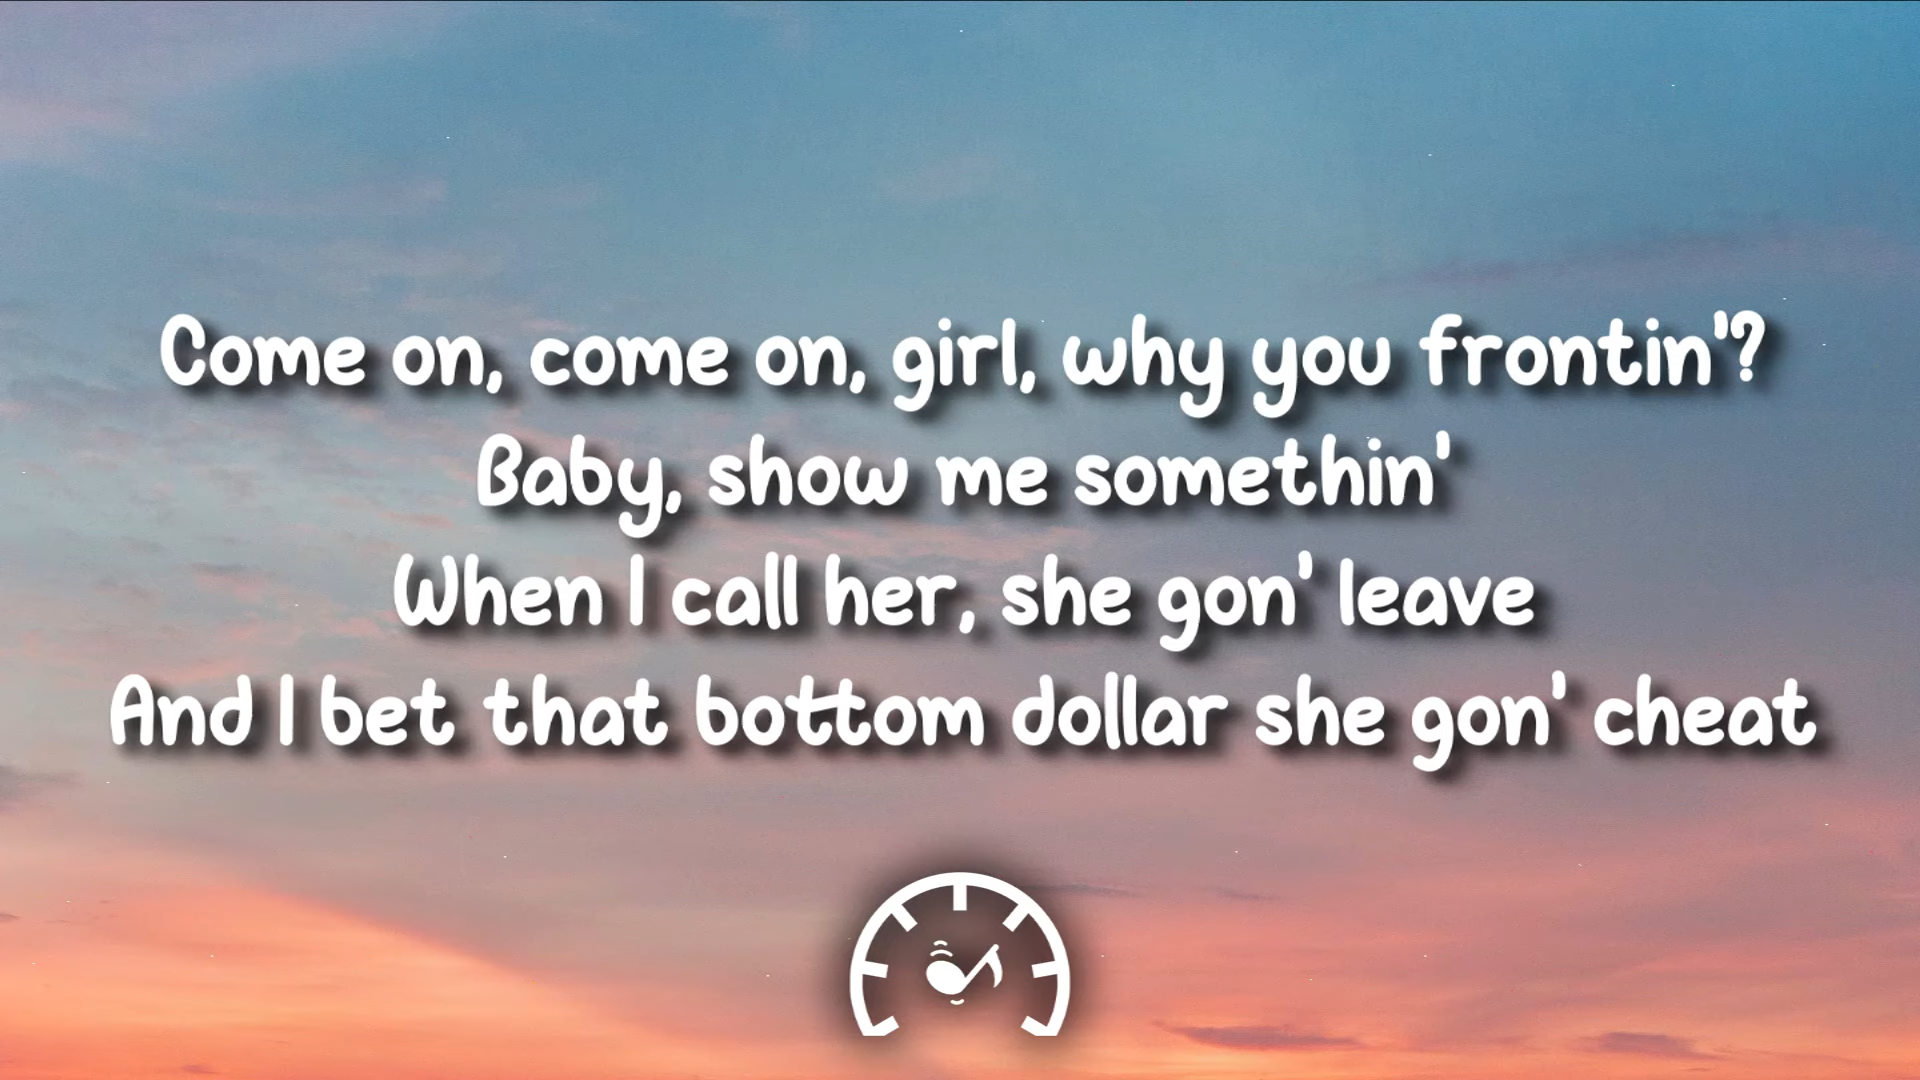 Come on, come on, girl, why you frontin'?
Baby, show me somethin'
When I call her, she gon' leave
And I bet that bottom dollar she gon' cheat